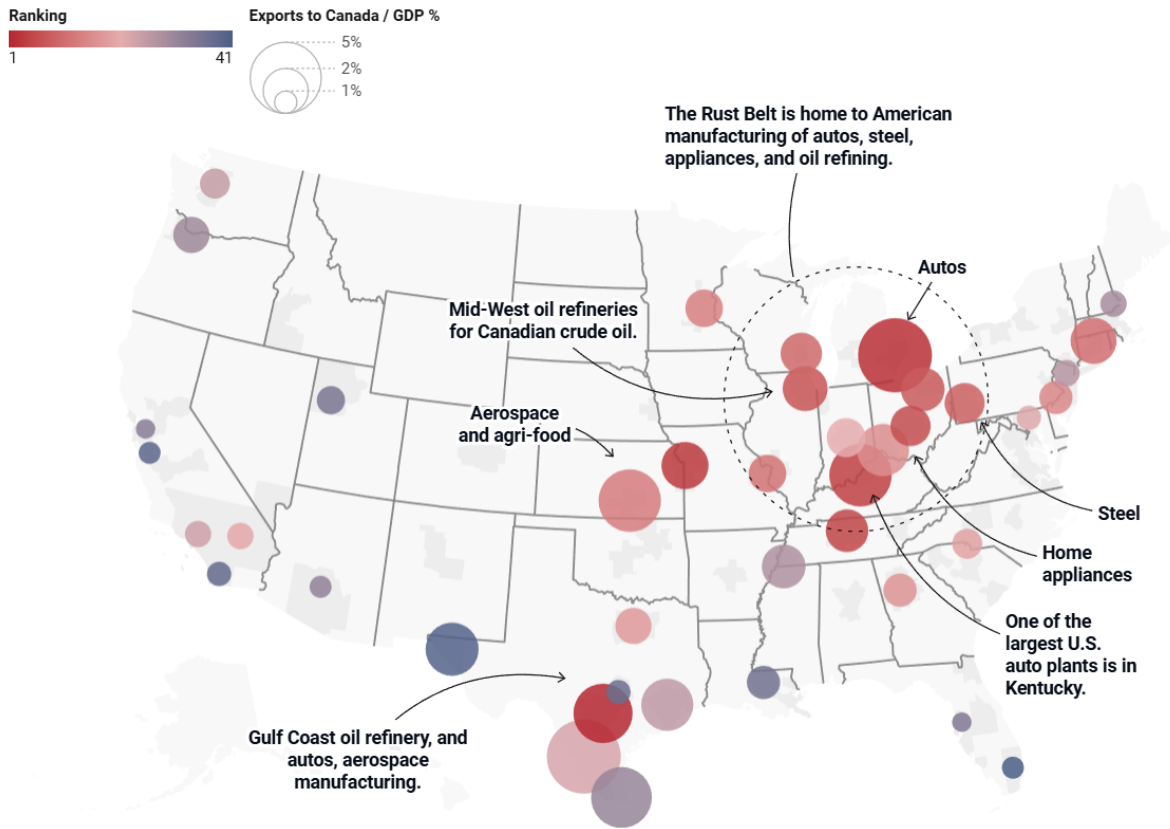 Ranking
1
41
Exports to Canada / GDP %
5%
2%
1%
The Rust Belt is home to American
manufacturing of autos, steel,
appliances, and oil refining.
Autos
Mid-West oil refineries
for Canadian crude oil.
Aerospace
and agri-food
Steel
Home
appliances
One of the
largest U.S.
auto plants is in
Kentucky.
Gulf Coast oil refinery, and
autos, aerospace
manufacturing.